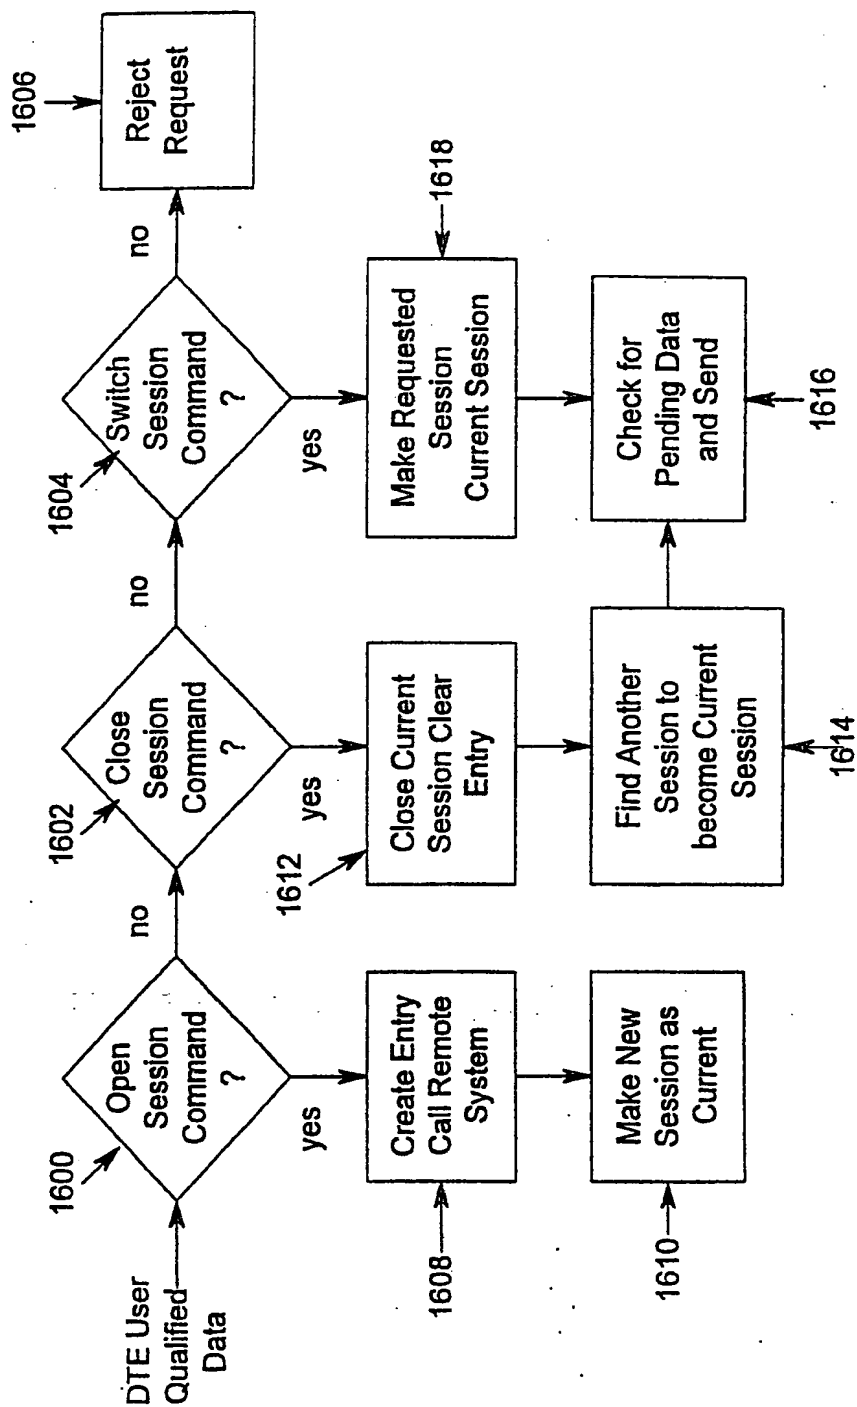 DTE User
Qualified
Data
1600
Open
Session
Command
?
no
yes
1602
Close
Session
Command
?
no
yes
1604
Switch
Session
Command
?
no
yes
1606
Reject
Request
1608
Create Entry
Call Remote
System
1612
Close Current
Session Clear
Entry
Make Requested
Session
Current Session
1618
1610
Make New
Session as
Current
Find Another
Session to
become Current
Session
1614
Check for
Pending Data
and Send
1616